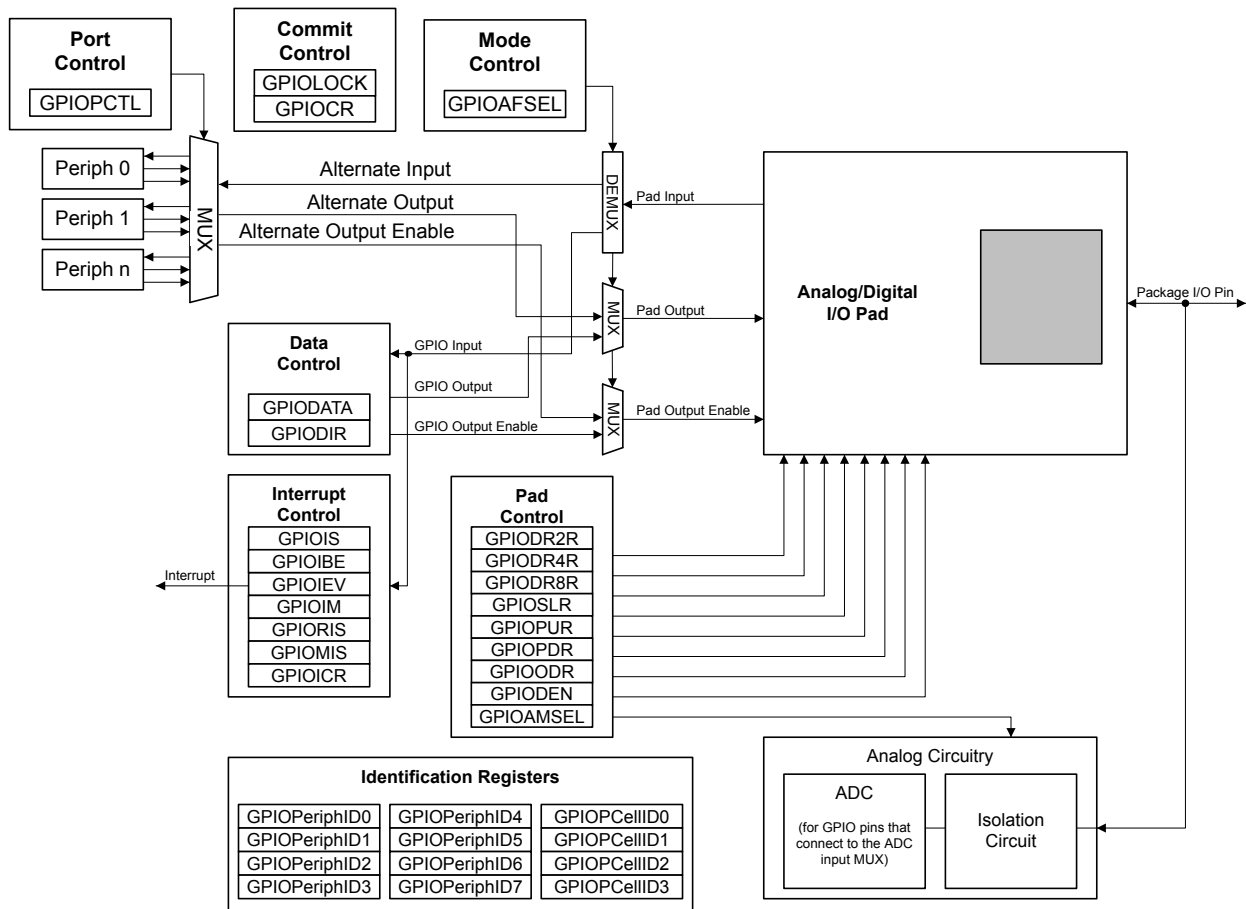 Port
Control
GPIOPCTL
Commit
Control
GPIOLOCK
GPIOCR
Mode
Control
GPIOAFSEL
Periph 0
Periph 1
Periph n
MUX
Alternate Input
Alternate Output
Alternate Output Enable
DEMUX
Pad Input
MUX
Pad Output
MUX
Pad Output Enable
Analog/Digital
I/O Pad
Package I/O Pin
Data
Control
GPIODATA
GPIODIR
GPIO Input
GPIO Output
GPIO Output Enable
Interrupt
Control
GPIOIS
GPIOIBE
GPIOIEV
GPIOIM
GPIORIS
GPIOMIS
GPIOICR
Interrupt
Pad
Control
GPIODR2R
GPIODR4R
GPIODR8R
GPIOSLR
GPIOPUR
GPIOPDR
GPIOODR
GPIODEN
GPIOAMSEL
Analog Circuitry
ADC
(for GPIO pins that
connect to the ADC
input MUX)
Isolation
Circuit
Identification Registers
GPIOPeriphID0
GPIOPeriphID1
GPIOPeriphID2
GPIOPeriphID3
GPIOPeriphID4
GPIOPeriphID5
GPIOPeriphID6
GPIOPeriphID7
GPIOPCellID0
GPIOPCellID1
GPIOPCellID2
GPIOPCellID3